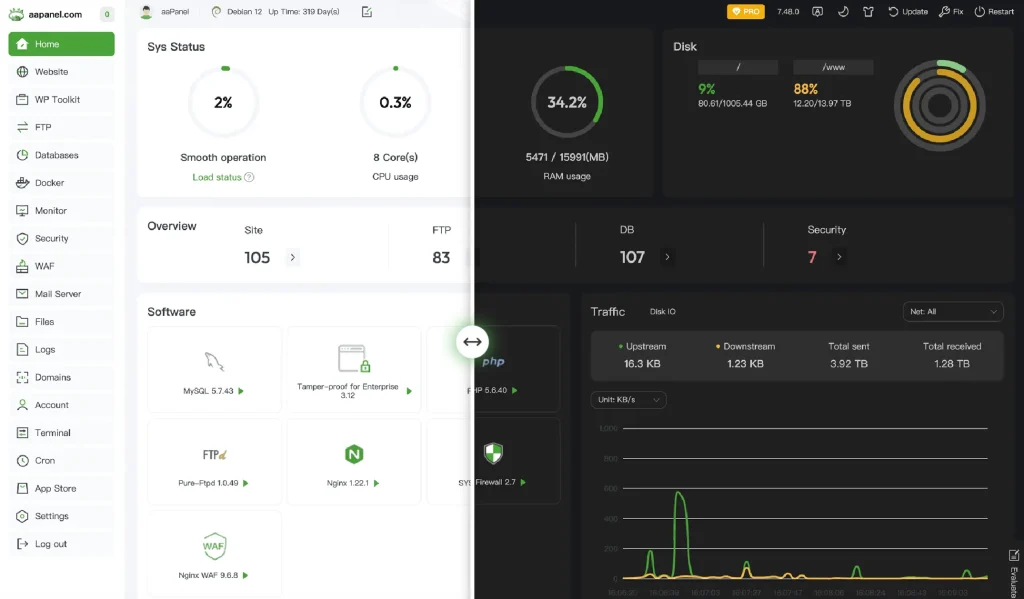 aapanel.com 0
Home
Website
WP Toolkit
FTP
Databases
Docker
Monitor
Security
WAF
Mail Server
Files
Logs
Domains
Account
Terminal
Cron
App Store
Settings
Log out
aaPanel Debian 12 Up Time: 319 Day(s)
PRO 7.48.0 Update Fix Restart
Sys Status
2%
Smooth operation
Load status
0.3%
8 Core(s)
CPU usage
34.2%
5471 / 15991(MB)
RAM usage
Disk
/
9%
80.61/1005.44 GB
/www
88%
12.20/13.97 TB
Overview
Site
105
FTP
83
DB
107
Security
7
Software
MySQL 5.7.43
Tamper-proof for Enterprise
3.12
php
PHP 5.6.40
FTP
Pure-Ftpd 1.0.49
N
Nginx 1.22.1
Firewall 2.7
WAF
Nginx WAF 9.6.8
Traffic Disk IO
Net: All
Upstream Downstream Total sent Total received
16.3 KB 1.23 KB 3.92 TB 1.28 TB
Unit: KB/s
1,000
800
600
400
200
0
Evaluate